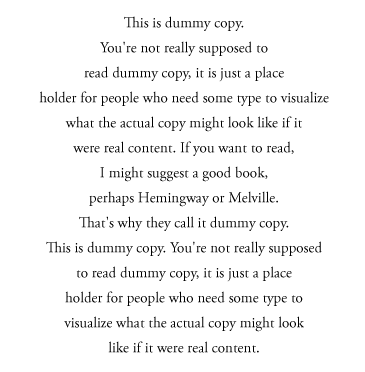 This is dummy copy.
You're not really supposed to
read dummy copy, it is just a place
holder for people who need some type to visualize
what the actual copy might look like if it
were real content. If you want to read,
I might suggest a good book,
perhaps Hemingway or Melville.
That's why they call it dummy copy.
This is dummy copy. You're not really supposed
to read dummy copy, it is just a place
holder for people who need some type to
visualize what the actual copy might look
like if it were real content.